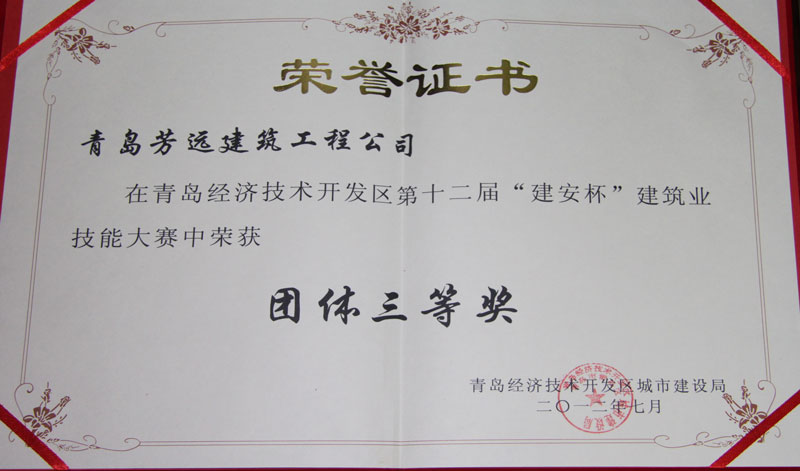 荣誉证书
青岛芳远建筑工程公司
在青岛经济技术开发区第十二届“建安杯”建筑业
技能大赛中荣获
团体三等奖
青岛经济技术开发区城市建设局
二〇一二年七月